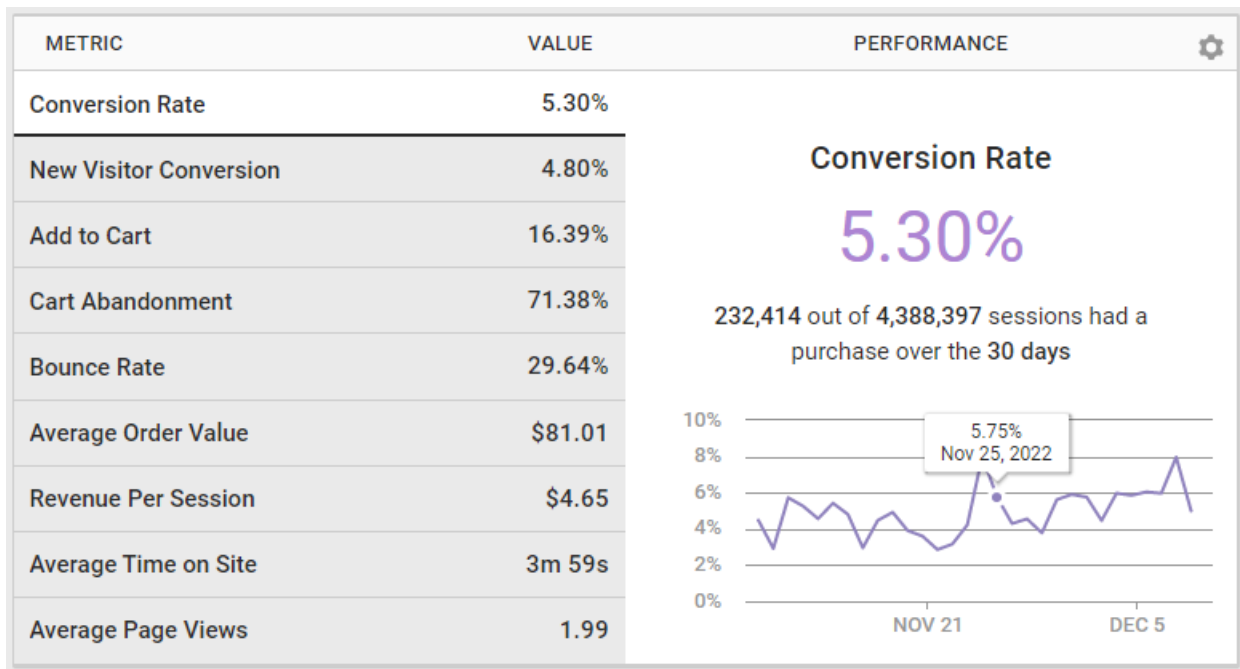 METRIC VALUE PERFORMANCE
Conversion Rate 5.30%
New Visitor Conversion 4.80%
Add to Cart 16.39%
Cart Abandonment 71.38%
Bounce Rate 29.64%
Average Order Value $81.01
Revenue Per Session $4.65
Average Time on Site 3m 59s
Average Page Views 1.99
Conversion Rate
5.30%
232,414 out of 4,388,397 sessions had a
purchase over the 30 days
10%
8%
6%
4%
2%
0%
5.75%
Nov 25, 2022
NOV 21 DEC 5